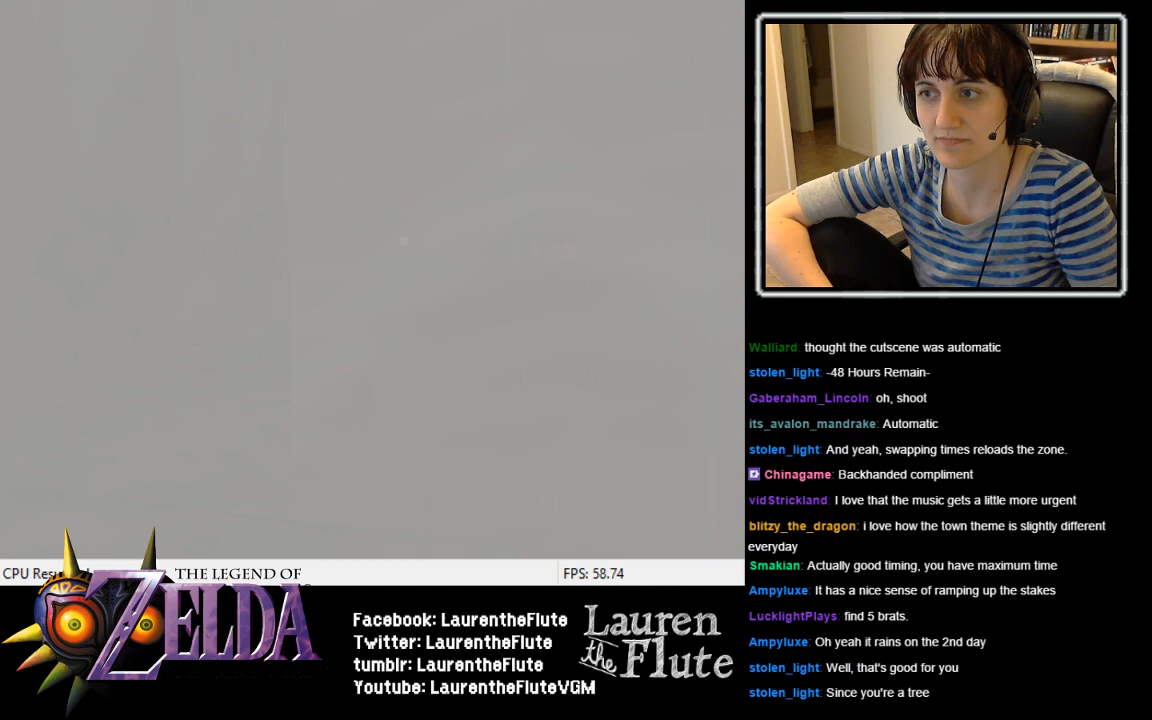 Walliard: thought the cutscene was automatic
stolen_light: -48 Hours Remain-
Gaberaham_Lincoln: oh, shoot
its_avalon_mandrake: Automatic
stolen_light: And yeah, swapping times reloads the zone.
Chinagame: Backhanded compliment
vidStrickland: I love that the music gets a little more urgent
blitzy_the_dragon: i love how the town theme is slightly different
everyday
Smakian: Actually good timing, you have maximum time
Ampyluxe: It has a nice sense of ramping up the stakes
LucklightPlays: find 5 brats.
Ampyluxe: Oh yeah it rains on the 2nd day
stolen_light: Well, that's good for you
stolen_light: Since you're a tree
CPU
FPS: 58.74
THE LEGEND OF
ZELDA
Facebook: LaurentheFlute
Twitter: LaurentheFlute
tumblr: LaurentheFlute
Youtube: LaurentheFluteVGM
Lauren
the Flute